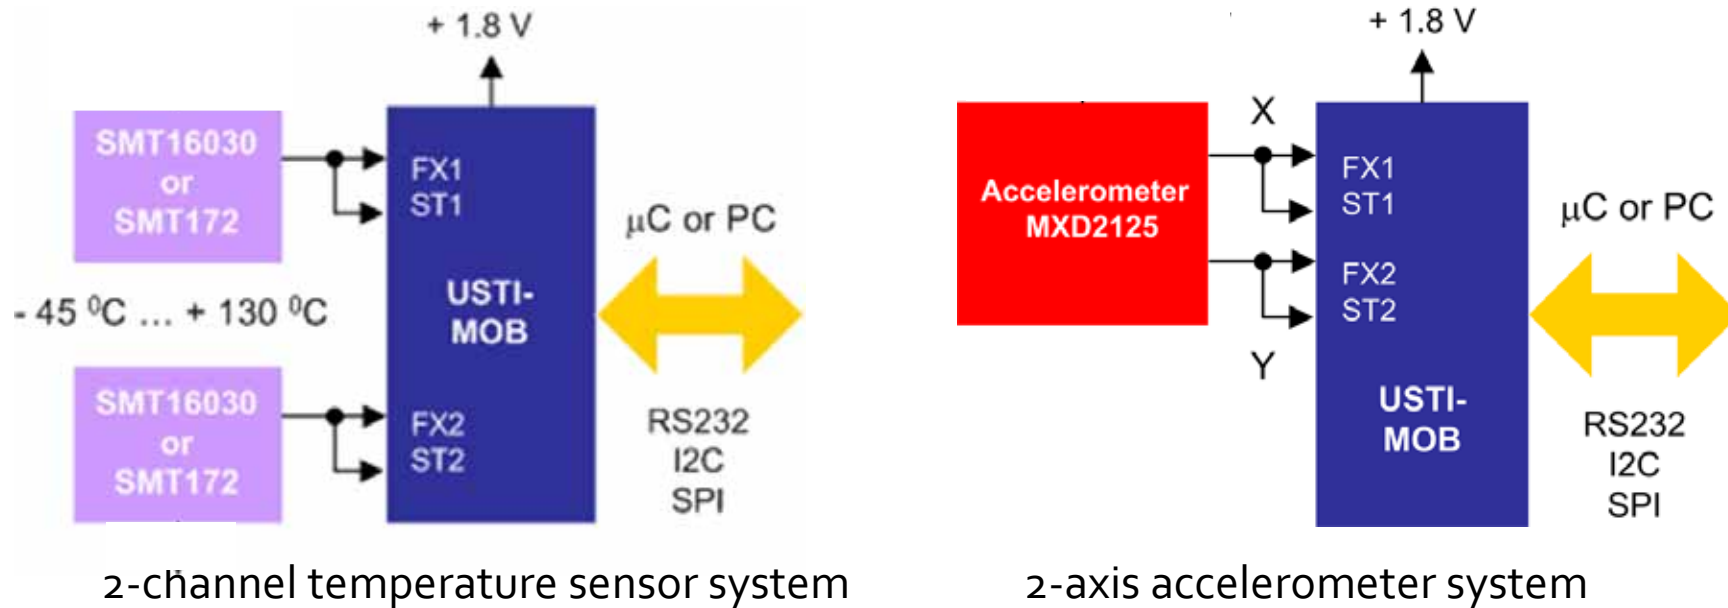 + 1.8 V
SMT16030
or
SMT172
FX1
ST1
- 45 ⁰C ... + 130 ⁰C
USTI-
MOB
SMT16030
or
SMT172
FX2
ST2
μC or PC
RS232
I2C
SPI
2-channel temperature sensor system
+ 1.8 V
Accelerometer
MXD2125
X
Y
FX1
ST1
FX2
ST2
USTI-
MOB
μC or PC
RS232
I2C
SPI
2-axis accelerometer system